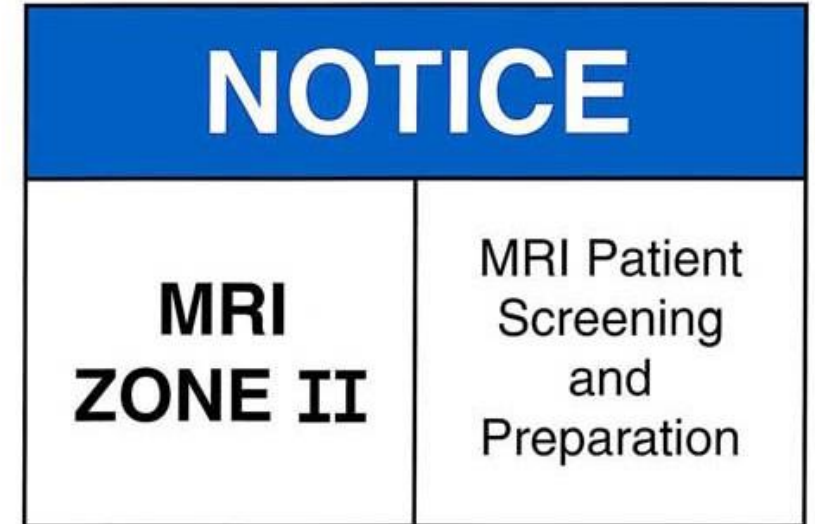 NOTICE
MRI
ZONE II
MRI Patient
Screening
and
Preparation